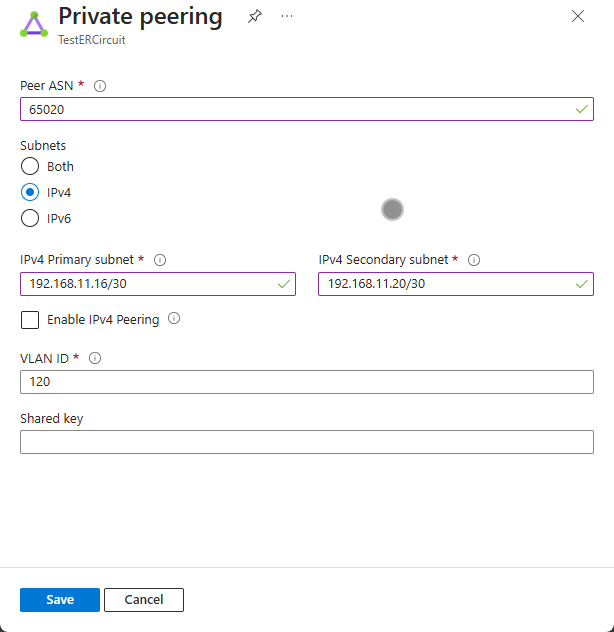 Private peering
TestERCircuit
Peer ASN *
65020
Subnets
Both
IPv4
IPv6
IPv4 Primary subnet *
IPv4 Secondary subnet *
192.168.11.16/30
192.168.11.20/30
Enable IPv4 Peering
VLAN ID *
120
Shared key
Save
Cancel